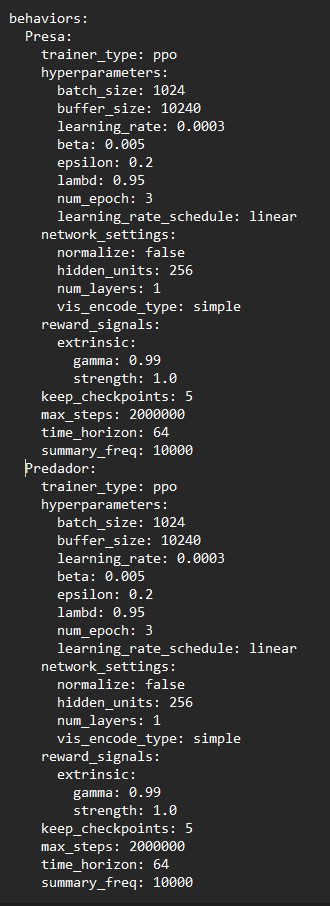 behaviors:
  Presa:
    trainer_type: ppo
    hyperparameters:
      batch_size: 1024
      buffer_size: 10240
      learning_rate: 0.0003
      beta: 0.005
      epsilon: 0.2
      lambd: 0.95
      num_epoch: 3
      learning_rate_schedule: linear
    network_settings:
      normalize: false
      hidden_units: 256
      num_layers: 1
      vis_encode_type: simple
    reward_signals:
      extrinsic:
        gamma: 0.99
        strength: 1.0
    keep_checkpoints: 5
    max_steps: 2000000
    time_horizon: 64
    summary_freq: 10000
  Predador:
    trainer_type: ppo
    hyperparameters:
      batch_size: 1024
      buffer_size: 10240
      learning_rate: 0.0003
      beta: 0.005
      epsilon: 0.2
      lambd: 0.95
      num_epoch: 3
      learning_rate_schedule: linear
    network_settings:
      normalize: false
      hidden_units: 256
      num_layers: 1
      vis_encode_type: simple
    reward_signals:
      extrinsic:
        gamma: 0.99
        strength: 1.0
    keep_checkpoints: 5
    max_steps: 2000000
    time_horizon: 64
    summary_freq: 10000